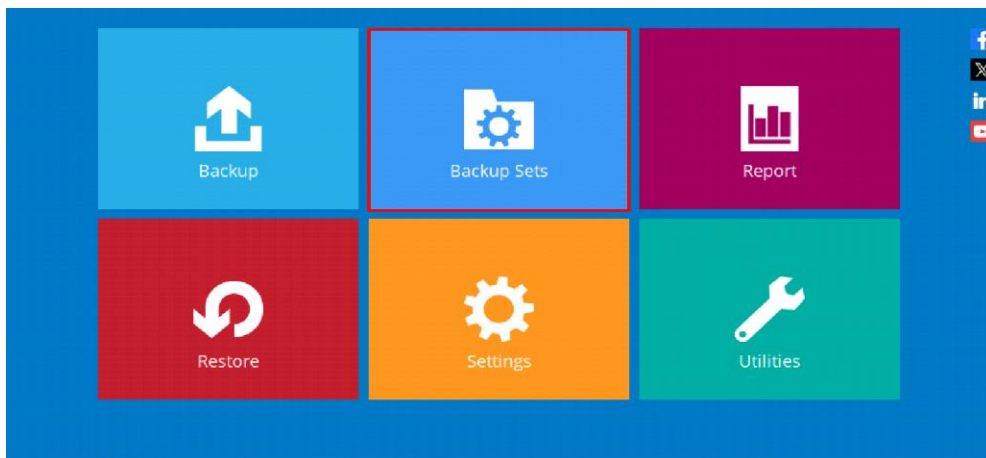 Backup
Backup Sets
Report
Restore
Settings
Utilities